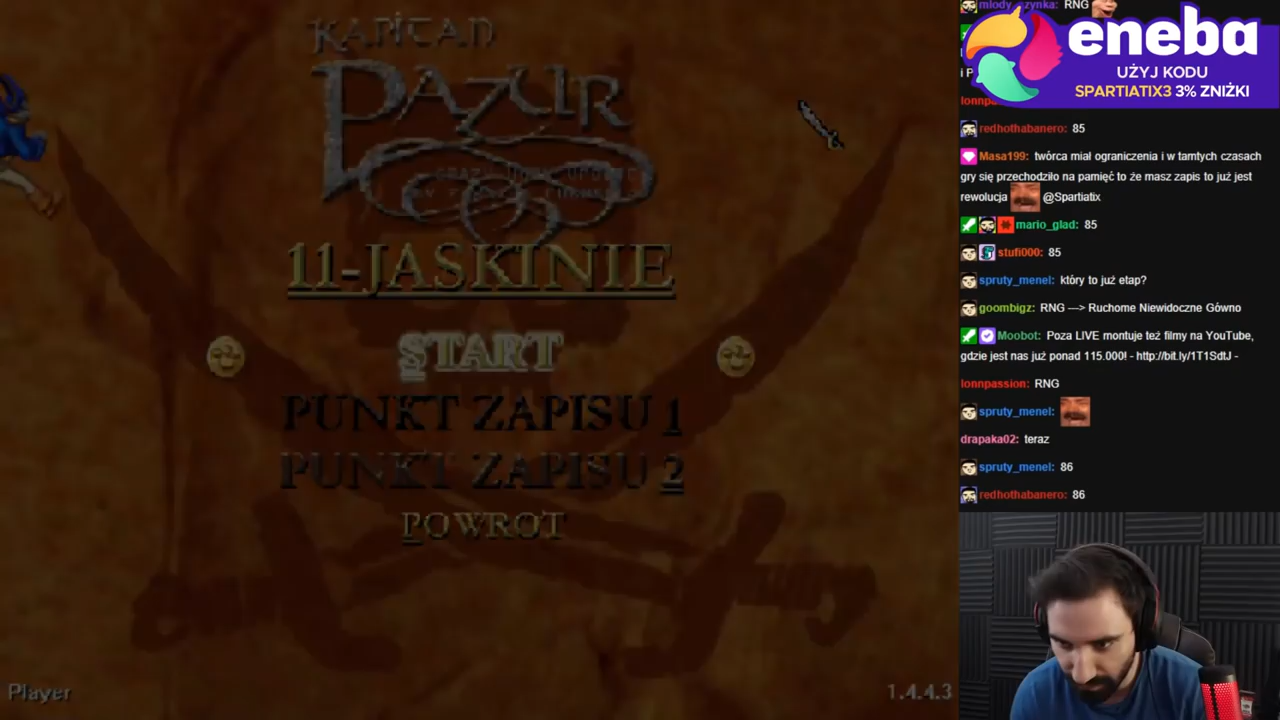 KAPITAN
PAZUR
11-JASKINIE
START
PUNKT ZAPISU 1
PUNKT ZAPISU 2
POWROT
Player
1.4.4.3
RNG
eneba
UŻYJ KODU
SPARTIATIX3 3% ZNIŻKI
i P
redhothabanero: 85
Masa199: twórca miał ograniczenia i w tamtych czasach
gry się przechodziło na pamięć to że masz zapis to już jest
rewolucja @Spartiatix
mario_glad: 85
stufi000: 85
spruty_menel: który to już etap?
goombigz: RNG —> Ruchome Niewidoczne Gówno
Moobot: Poza LIVE montuje też filmy na YouTube,
gdzie jest nas już ponad 115.000! - http://bit.ly/1T1SdtJ -
lonnpassion: RNG
spruty_menel:
drapaka02: teraz
spruty_menel: 86
redhothabanero: 86